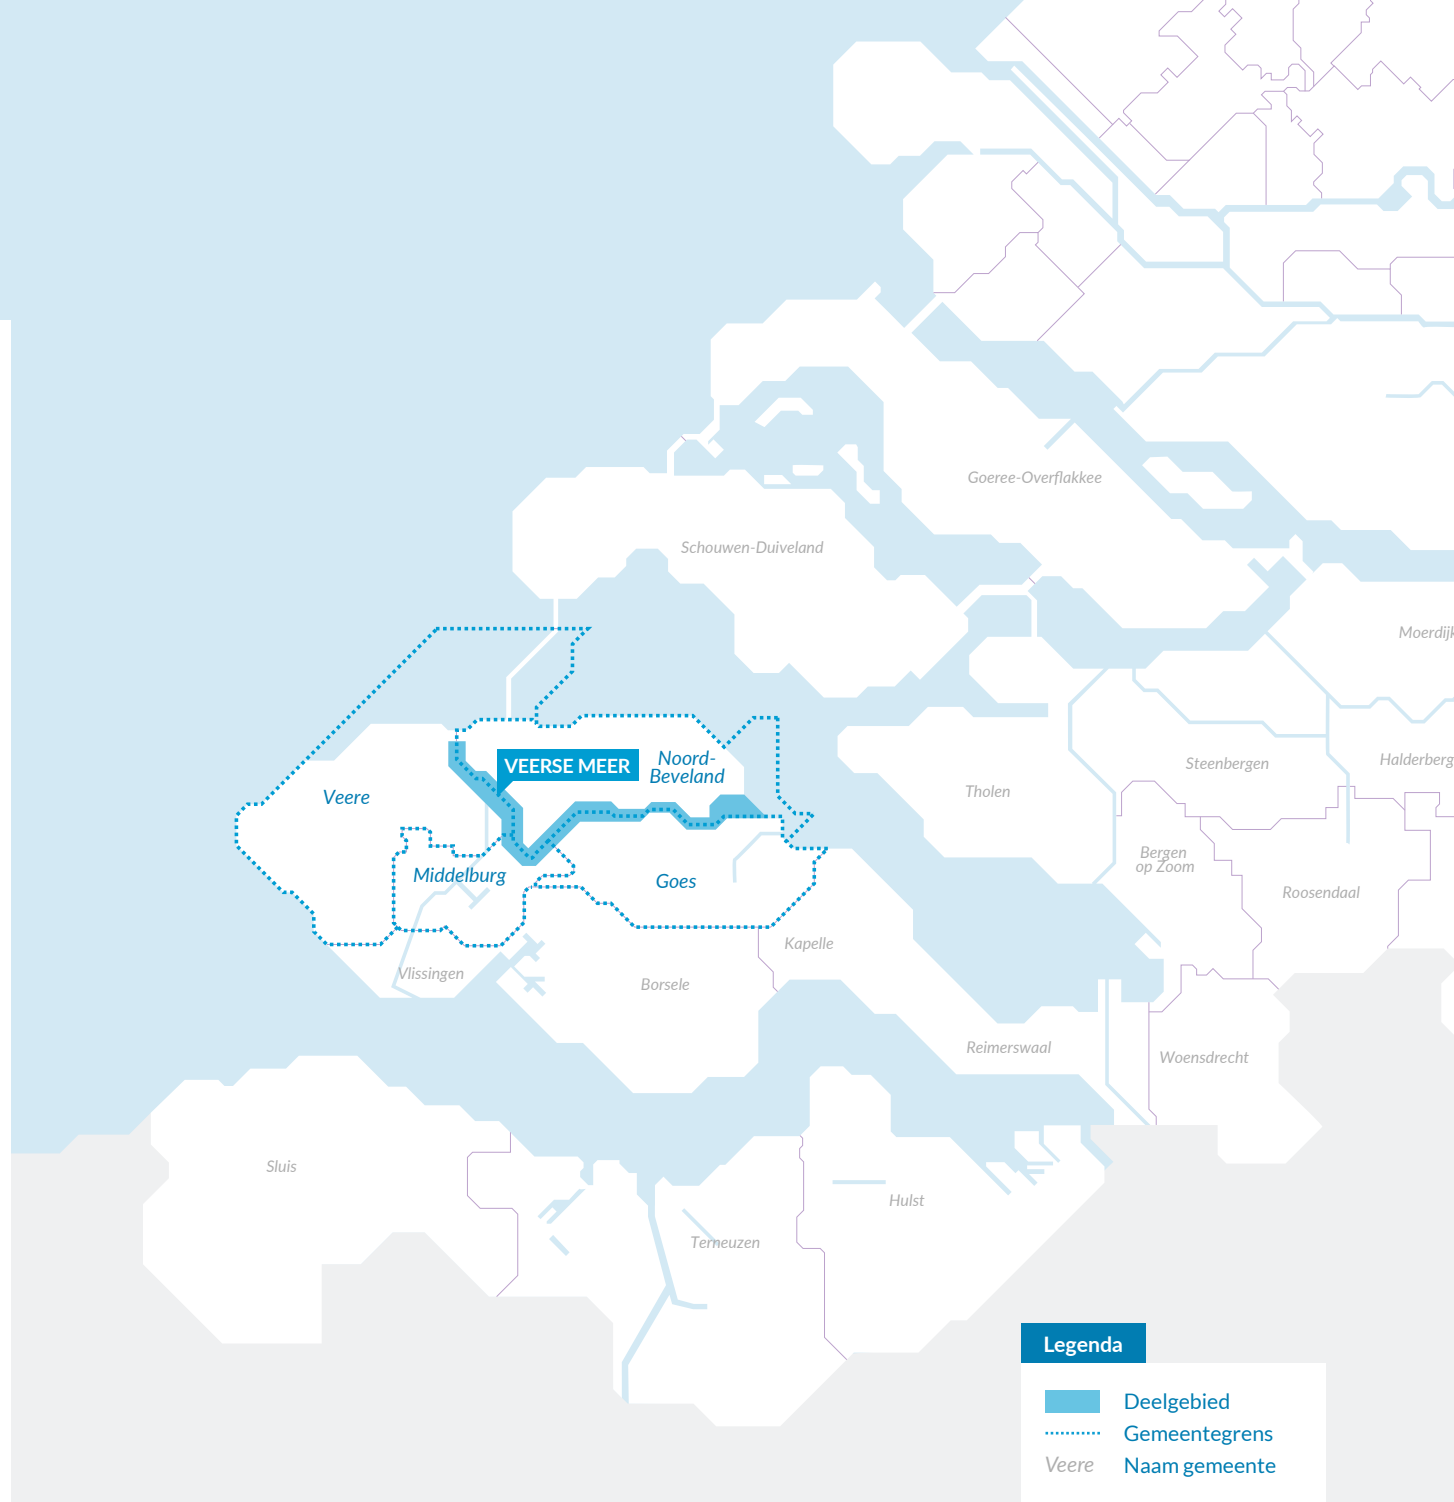 Goeree-Overflakkee
Schouwen-Duiveland
Moerdijk
VEERSE MEER
Noord-
Beveland
Steenbergen
Halderberg
Veere
Tholen
Bergen
op Zoom
Middelburg
Goes
Roosendaal
Kapelle
Vlissingen
Borsele
Reimerswaal
Woensdrecht
Sluis
Hulst
Terneuzen
Legenda
Deelgebied
Gemeentegrens
Veere Naam gemeente